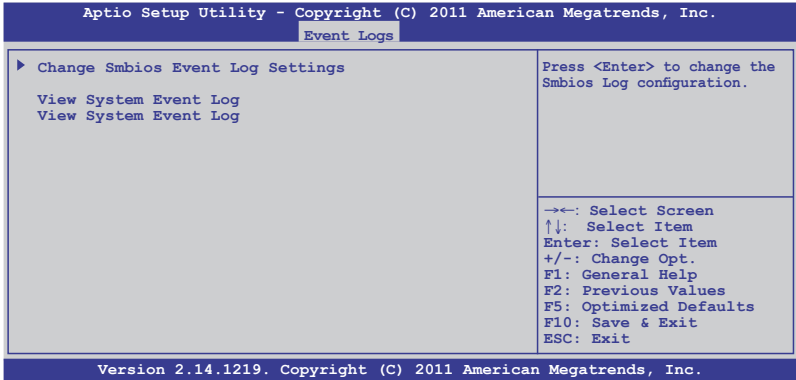 Aptio Setup Utility - Copyright (C) 2011 American Megatrends, Inc.
Event Logs
Change Smbios Event Log Settings
View System Event Log
View System Event Log
Press <Enter> to change the
Smbios Log configuration.
→←: Select Screen
↑↓: Select Item
Enter: Select Item
+/-: Change Opt.
F1: General Help
F2: Previous Values
F5: Optimized Defaults
F10: Save & Exit
ESC: Exit
Version 2.14.1219. Copyright (C) 2011 American Megatrends, Inc.